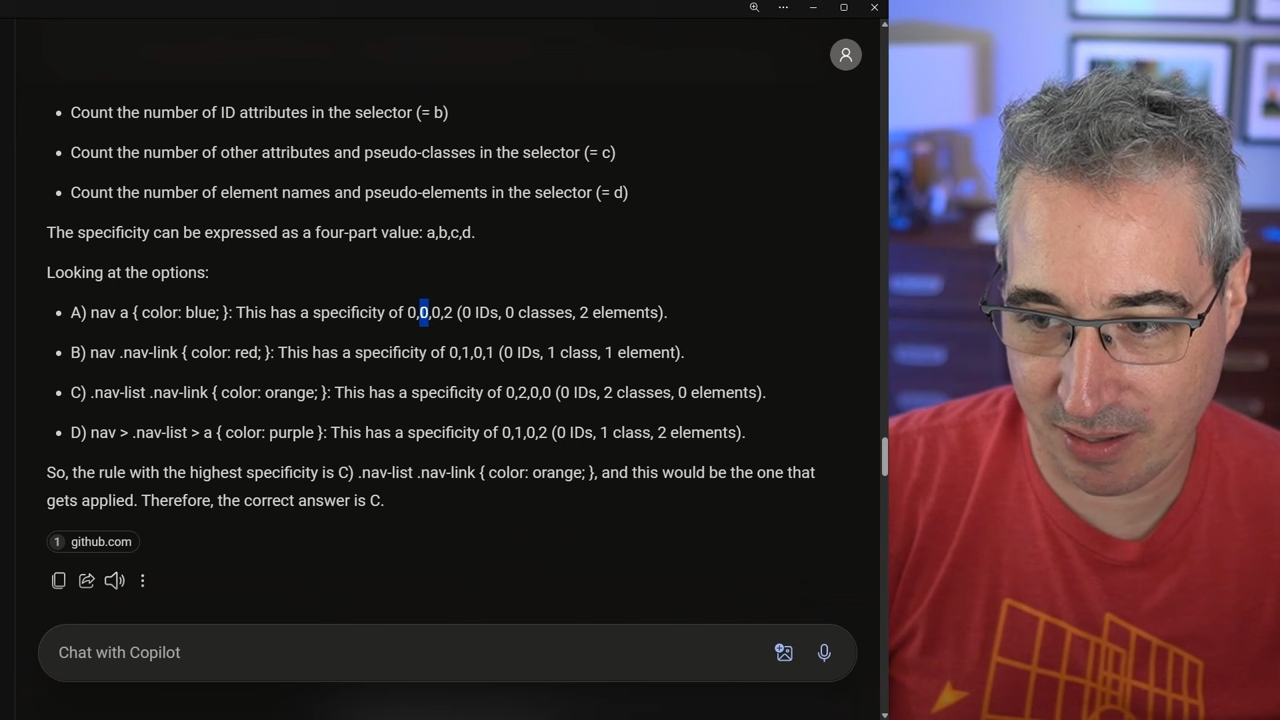 Count the number of ID attributes in the selector (= b)
Count the number of other attributes and pseudo-classes in the selector (= c)
Count the number of element names and pseudo-elements in the selector (= d)
The specificity can be expressed as a four-part value: a,b,c,d.
Looking at the options:
A) nav a { color: blue; }: This has a specificity of 0,0,0,2 (0 IDs, 0 classes, 2 elements).
B) nav .nav-link { color: red; }: This has a specificity of 0,1,0,1 (0 IDs, 1 class, 1 element).
C) .nav-list .nav-link { color: orange; }: This has a specificity of 0,2,0,0 (0 IDs, 2 classes, 0 elements).
D) nav > .nav-list > a { color: purple }: This has a specificity of 0,1,0,2 (0 IDs, 1 class, 2 elements).
So, the rule with the highest specificity is C) .nav-list .nav-link { color: orange; }, and this would be the one that
gets applied. Therefore, the correct answer is C.
1 github.com
Chat with Copilot